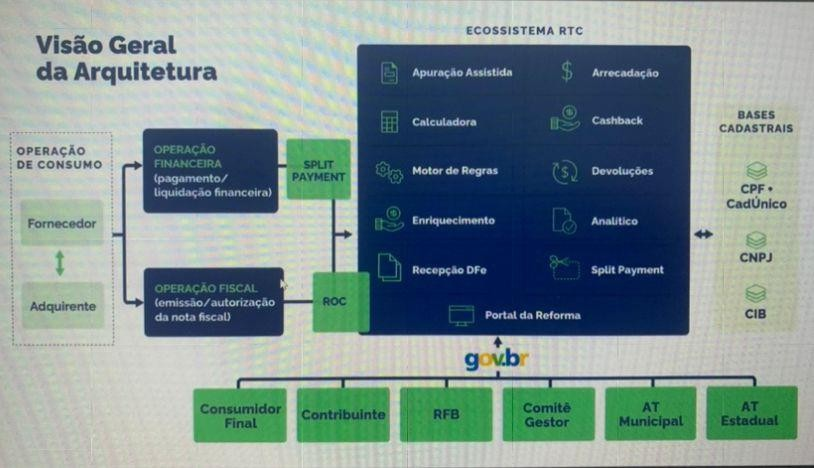 Visão Geral
da Arquitetura
ECOSSISTEMA RTC
OPERAÇÃO
DE CONSUMO
Fornecedor
Adquirente
OPERAÇÃO
FINANCEIRA
(pagamento/
liquidação financeira)
SPLIT
PAYMENT
OPERAÇÃO FISCAL
(emissão/autorização
da nota fiscal)
ROC
Apuração Assistida
Arrecadação
Calculadora
Cashback
Motor de Regras
Devoluções
Enriquecimento
Analítico
Recepção DFe
Split Payment
Portal da Reforma
BASES
CADASTRAIS
CPF +
CadÚnico
CNPJ
CIB
gov.br
Consumidor
Final
Contribuinte
RFB
Comitê
Gestor
AT
Municipal
AT
Estadual